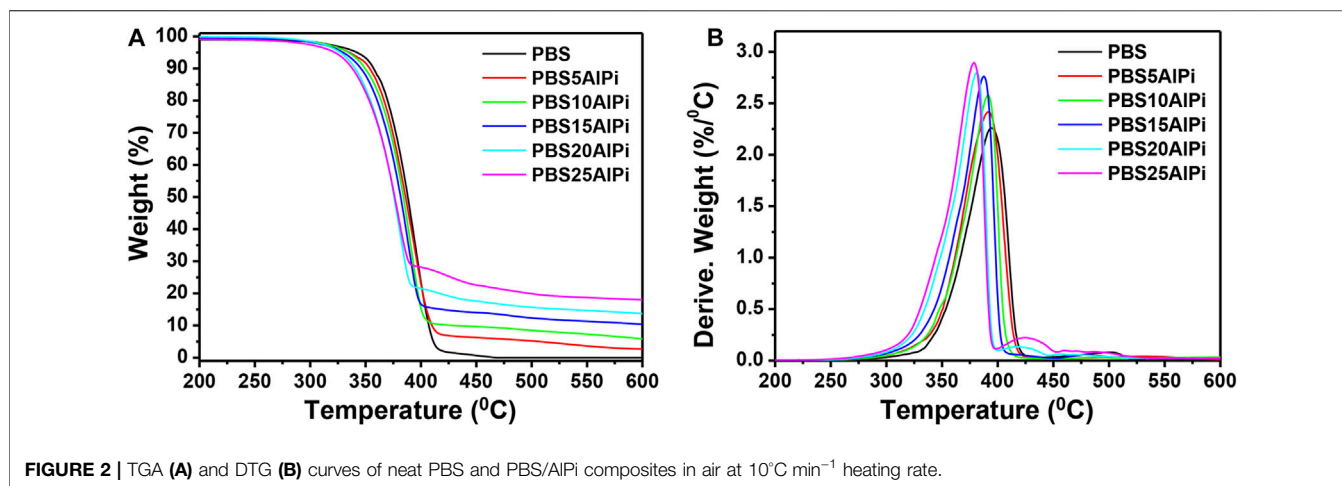 A
100
90
80
70
60
50
40
30
20
10
0
Weight (%)
200 250 300 350 400 450 500 550 600
Temperature (⁰C)
PBS
PBS5AlPi
PBS10AlPi
PBS15AlPi
PBS20AlPi
PBS25AlPi
B
3.0
2.5
2.0
1.5
1.0
0.5
0.0
Derive. Weight (%/⁰C)
200 250 300 350 400 450 500 550 600
Temperature (⁰C)
PBS
PBS5AlPi
PBS10AlPi
PBS15AlPi
PBS20AlPi
PBS25AlPi
FIGURE 2 | TGA (A) and DTG (B) curves of neat PBS and PBS/AlPi composites in air at 10°C min⁻¹ heating rate.